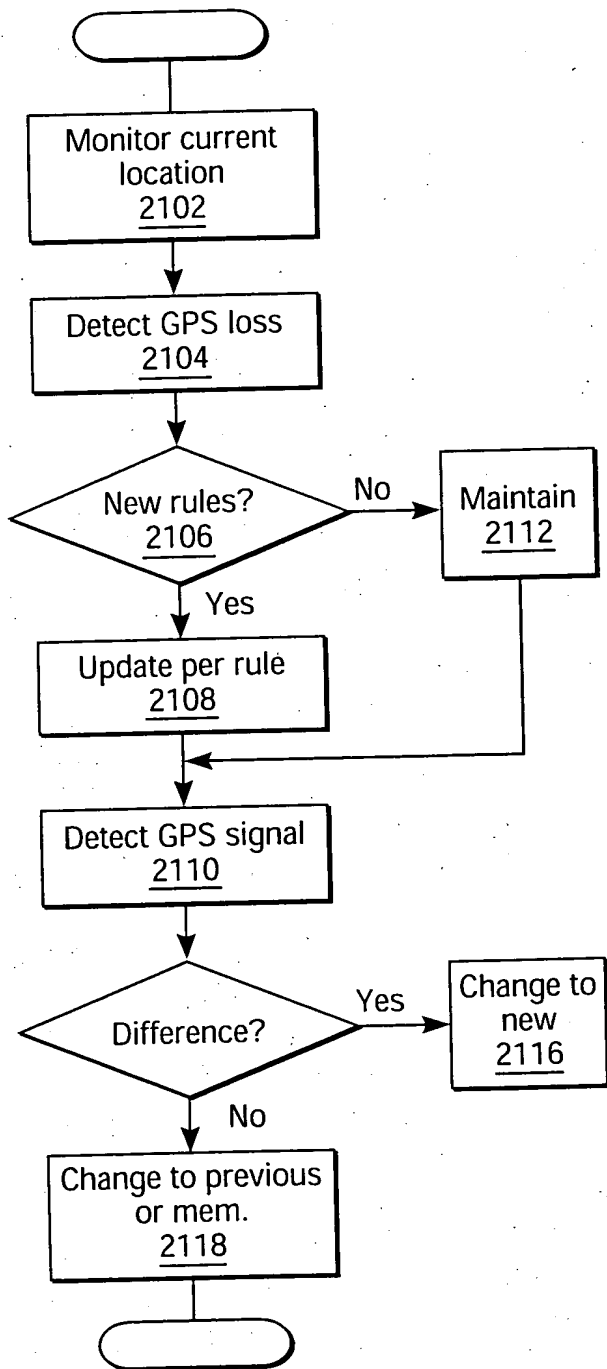 Monitor current
location
2102
Detect GPS loss
2104
New rules?
2106
No
Maintain
2112
Yes
Update per rule
2108
Detect GPS signal
2110
Difference?
Yes
Change to
new
2116
No
Change to previous
or mem.
2118